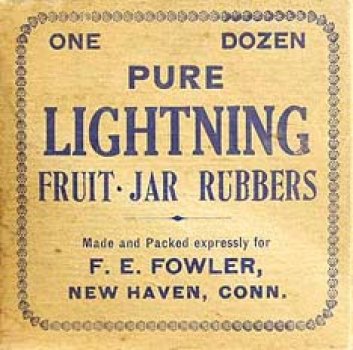 ONE DOZEN
PURE
LIGHTNING
FRUIT · JAR RUBBERS
Made and Packed expressly for
F. E. FOWLER,
NEW HAVEN, CONN.